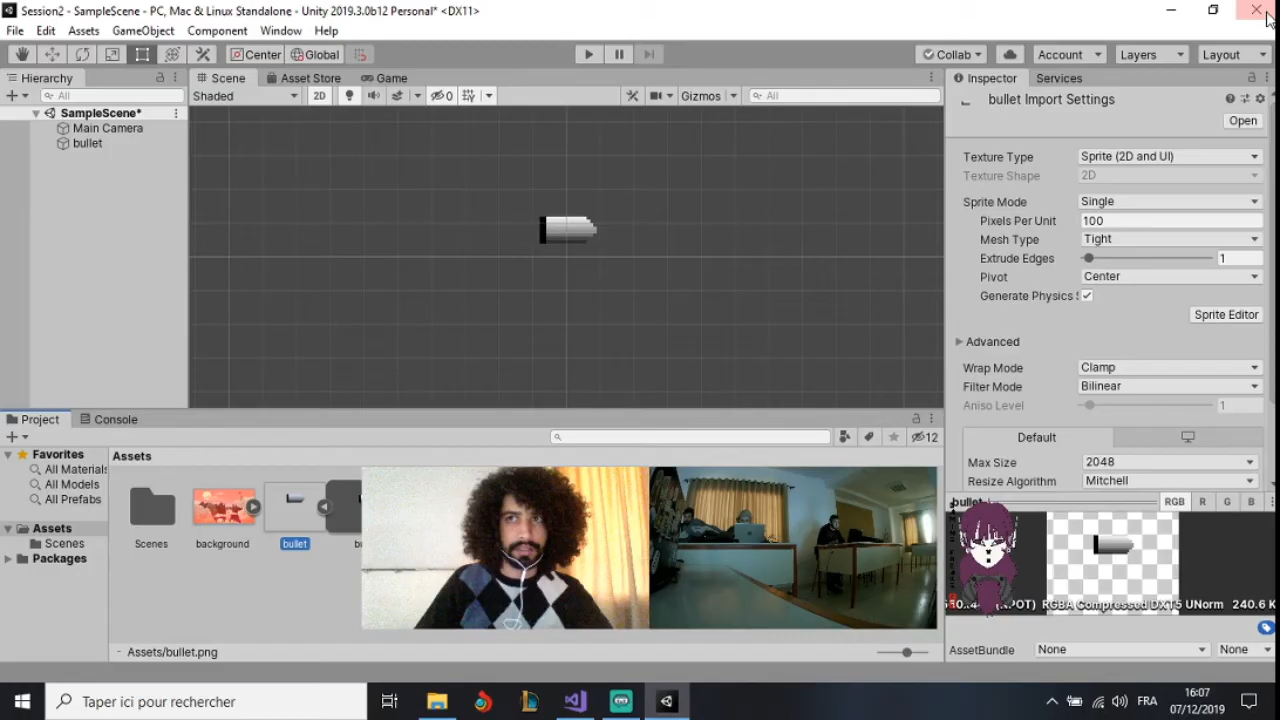 Session2 - SampleScene - PC, Mac & Linux Standalone - Unity 2019.3.0b12 Personal* <DX11>
File Edit Assets GameObject Component Window Help
Center Global Collab Account Layers Layout
Hierarchy Scene Asset Store Game Inspector Services
All Shaded 2D 0 Gizmos All
SampleScene*
Main Camera
bullet
bullet Import Settings
Open
Texture Type Sprite (2D and UI)
Texture Shape 2D
Sprite Mode Single
Pixels Per Unit 100
Mesh Type Tight
Extrude Edges 1
Pivot Center
Generate Physics
Sprite Editor
Advanced
Wrap Mode Clamp
Filter Mode Bilinear
Aniso Level 1
Default
Max Size 2048
Resize Algorithm Mitchell
Project Console
12
Favorites
All Materials
All Models
All Prefabs
Assets
Scenes
Packages
Assets
Scenes background bullet
Assets/bullet.png
bullet RGB R G B
RGBA Compressed DXT5 UNorm 240.6 K
AssetBundle None None
Taper ici pour rechercher
FRA
16:07
07/12/2019